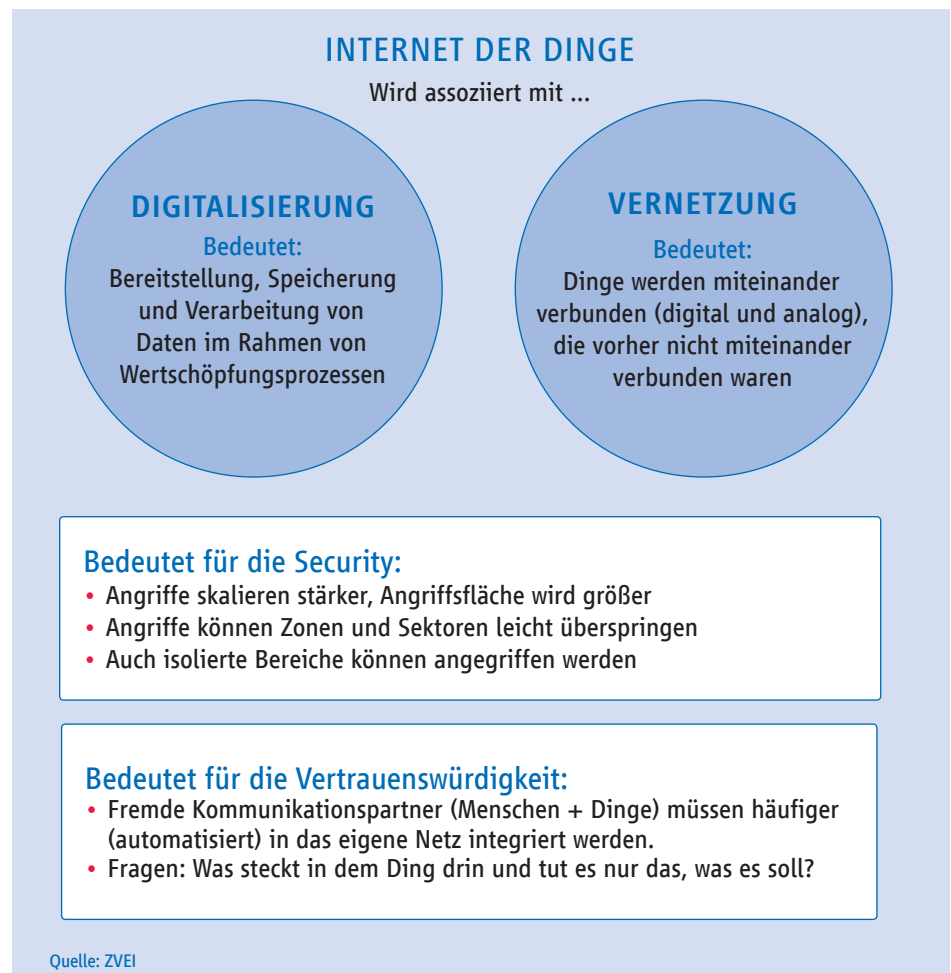 INTERNET DER DINGE
Wird assoziiert mit ...
DIGITALISIERUNG
Bedeutet:
Bereitstellung, Speicherung
und Verarbeitung von
Daten im Rahmen von
Wertschöpfungsprozessen
VERNETZUNG
Bedeutet:
Dinge werden miteinander
verbunden (digital und analog),
die vorher nicht miteinander
verbunden waren
Bedeutet für die Security:
• Angriffe skalieren stärker, Angriffsfläche wird größer
• Angriffe können Zonen und Sektoren leicht überspringen
• Auch isolierte Bereiche können angegriffen werden
Bedeutet für die Vertrauenswürdigkeit:
• Fremde Kommunikationspartner (Menschen + Dinge) müssen häufiger
(automatisiert) in das eigene Netz integriert werden.
• Fragen: Was steckt in dem Ding drin und tut es nur das, was es soll?
Quelle: ZVEI